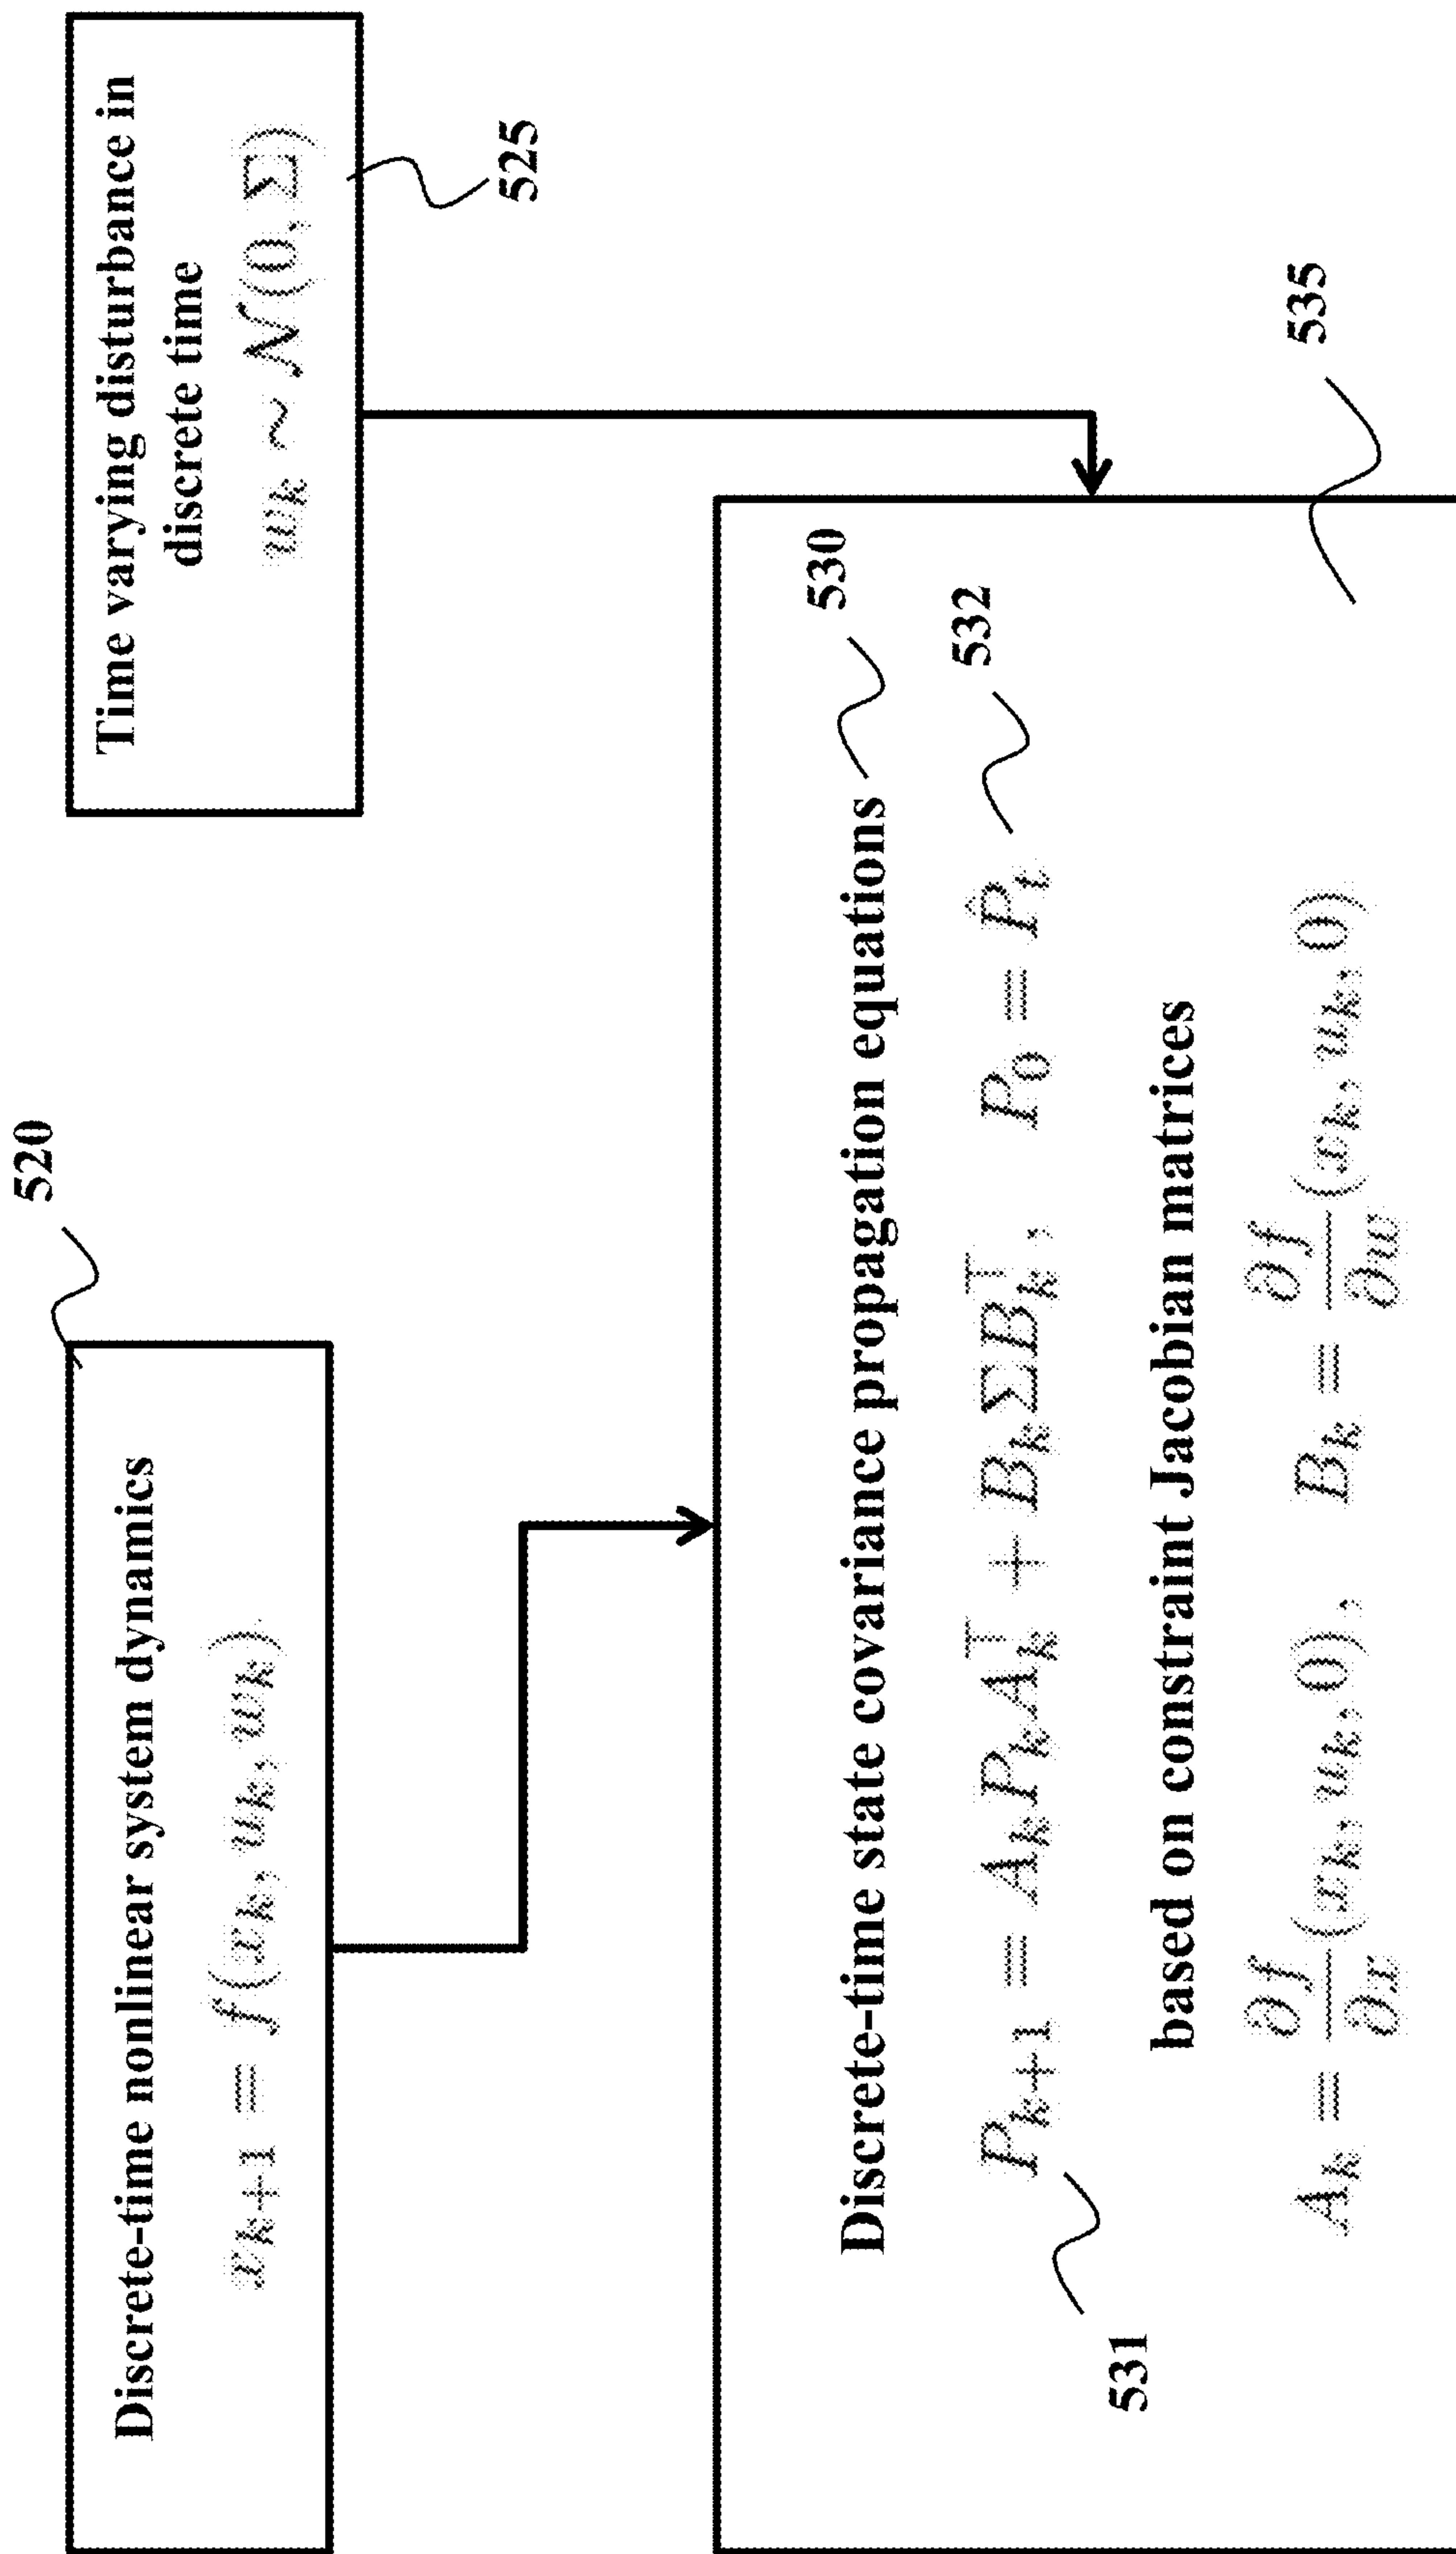 520
Discrete-time nonlinear system dynamics
x_{k+1} = f(x_k, u_k, w_k)
Time varying disturbance in
discrete time
w_k ∼ 𝒩(0, Σ)
525
530
Discrete-time state covariance propagation equations
532
P_{k+1} = A_k P_k A_k^⊤ + B_k Σ B_k^⊤, P_0 = P̂_t
531
based on constraint Jacobian matrices
535
A_k = ∂f/∂x (x_k, u_k, 0), B_k = ∂f/∂w (x_k, u_k, 0)